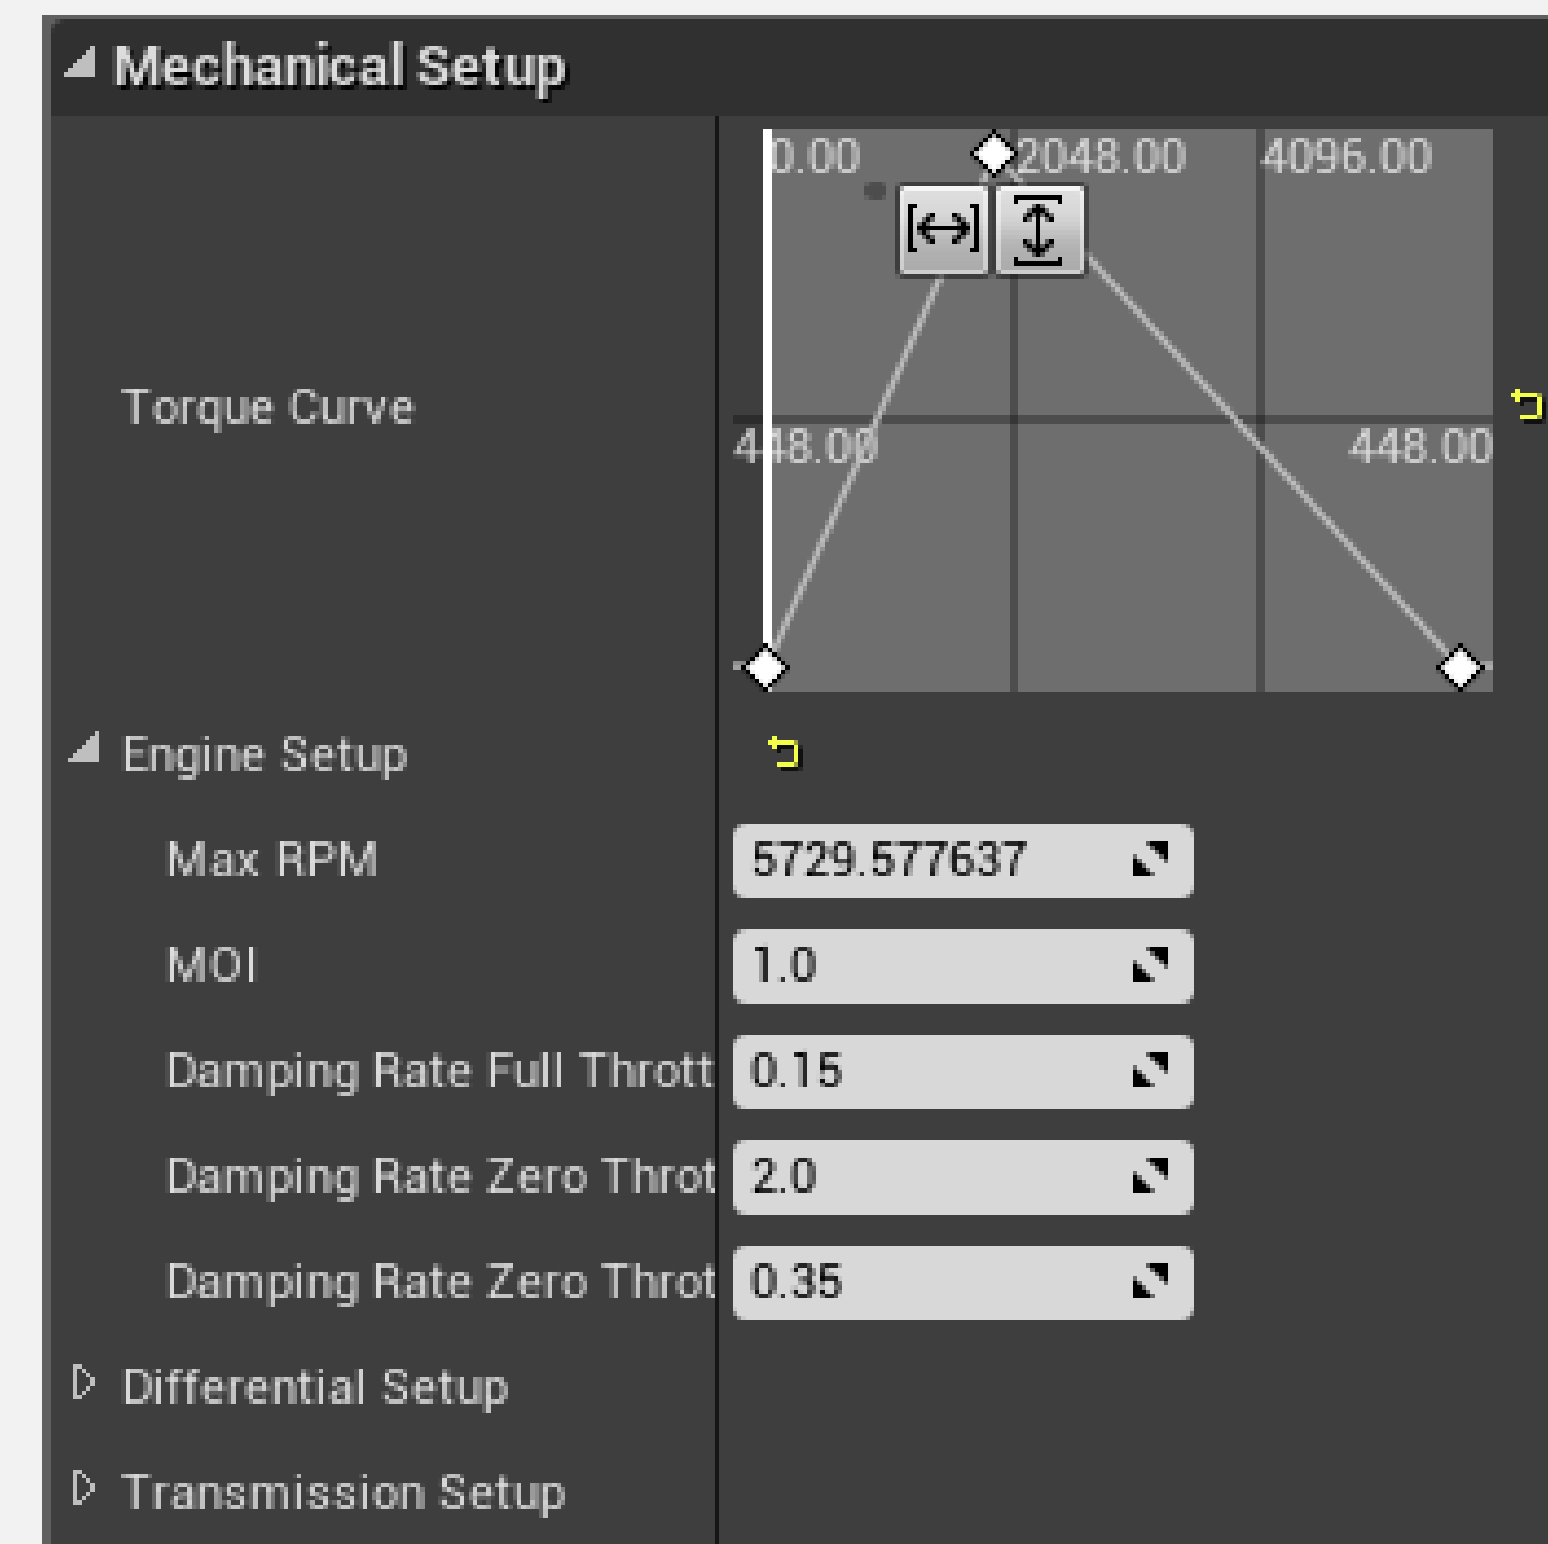 Mechanical Setup
0.00 2048.00 4096.00
Torque Curve
448.00 448.00
Engine Setup
Max RPM 5729.577637
MOI 1.0
Damping Rate Full Thrott 0.15
Damping Rate Zero Throt 2.0
Damping Rate Zero Throt 0.35
Differential Setup
Transmission Setup